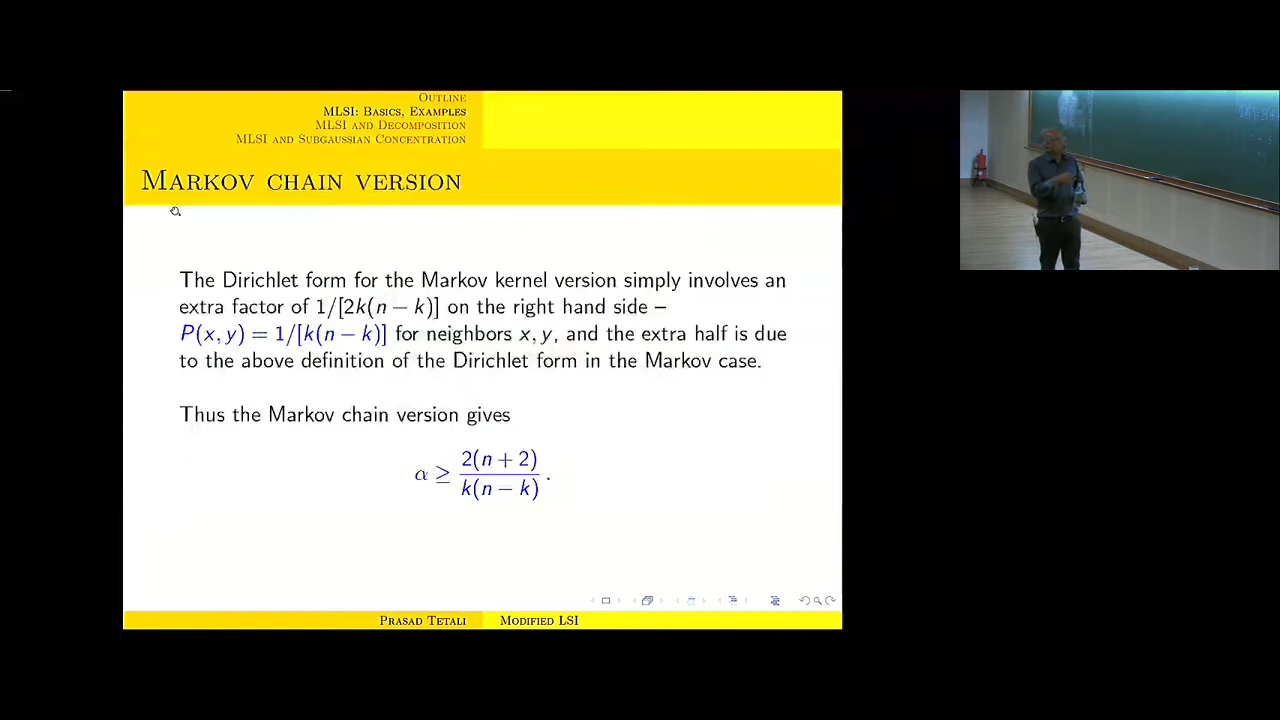 OUTLINE
MLSI: BASICS, EXAMPLES
MLSI AND DECOMPOSITION
MLSI AND SUBGAUSSIAN CONCENTRATION
MARKOV CHAIN VERSION
The Dirichlet form for the Markov kernel version simply involves an
extra factor of 1/[2k(n − k)] on the right hand side –
P(x, y) = 1/[k(n − k)] for neighbors x, y, and the extra half is due
to the above definition of the Dirichlet form in the Markov case.
Thus the Markov chain version gives
α ≥ 2(n + 2) / k(n − k) .
PRASAD TETALI MODIFIED LSI